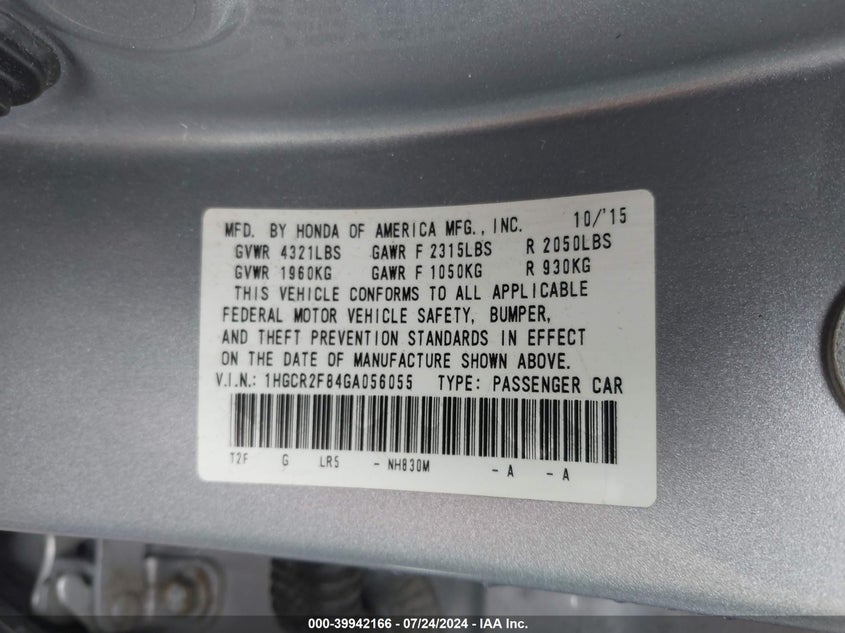 MFD. BY HONDA OF AMERICA MFG., INC. 10/'15
GVWR 4321LBS GAWR F 2315LBS R 2050LBS
GVWR 1960KG GAWR F 1050KG R 930KG
THIS VEHICLE CONFORMS TO ALL APPLICABLE
FEDERAL MOTOR VEHICLE SAFETY, BUMPER,
AND THEFT PREVENTION STANDARDS IN EFFECT
ON THE DATE OF MANUFACTURE SHOWN ABOVE.
V.I.N.: 1HGCR2F84GA056055 TYPE: PASSENGER CAR
T2F G LR5 - NH830M - A - A
000-39942166 - 07/24/2024 - IAA Inc.